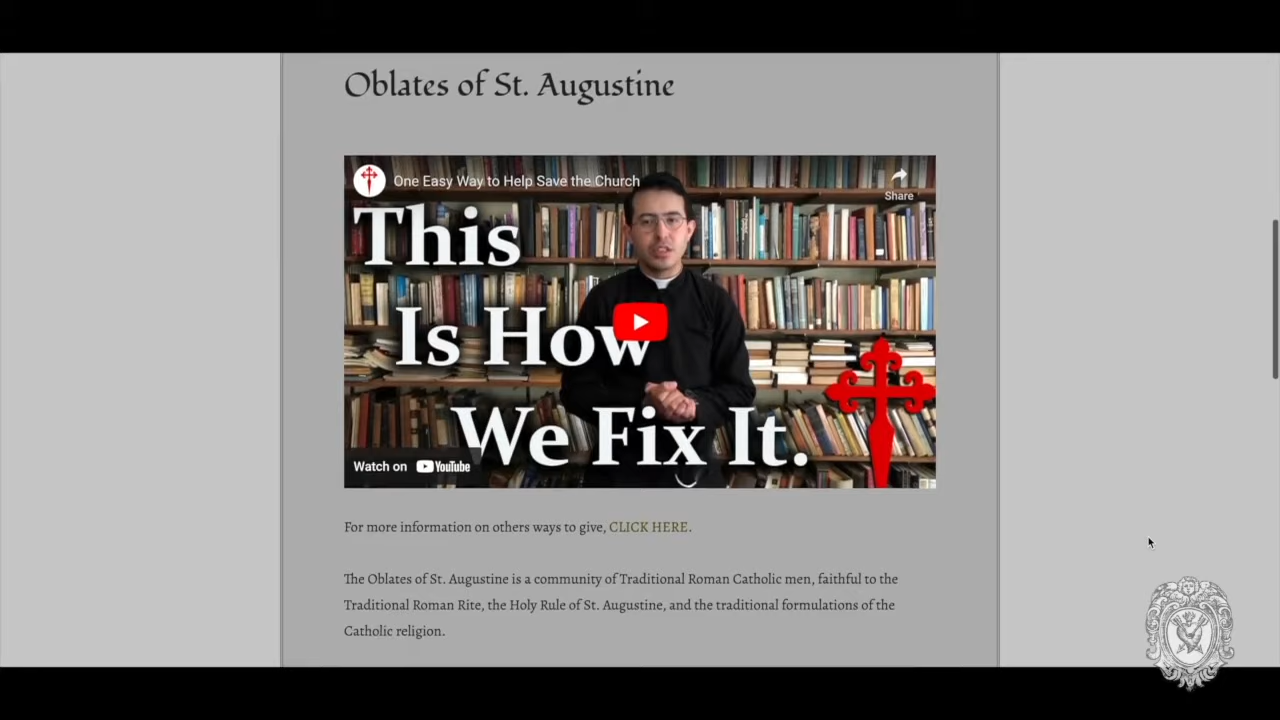 Oblates of St. Augustine
One Easy Way to Help Save the Church
Share
This
Is How
We Fix It.
Watch on YouTube
For more information on others ways to give, CLICK HERE.
The Oblates of St. Augustine is a community of Traditional Roman Catholic men, faithful to the
Traditional Roman Rite, the Holy Rule of St. Augustine, and the traditional formulations of the
Catholic religion.